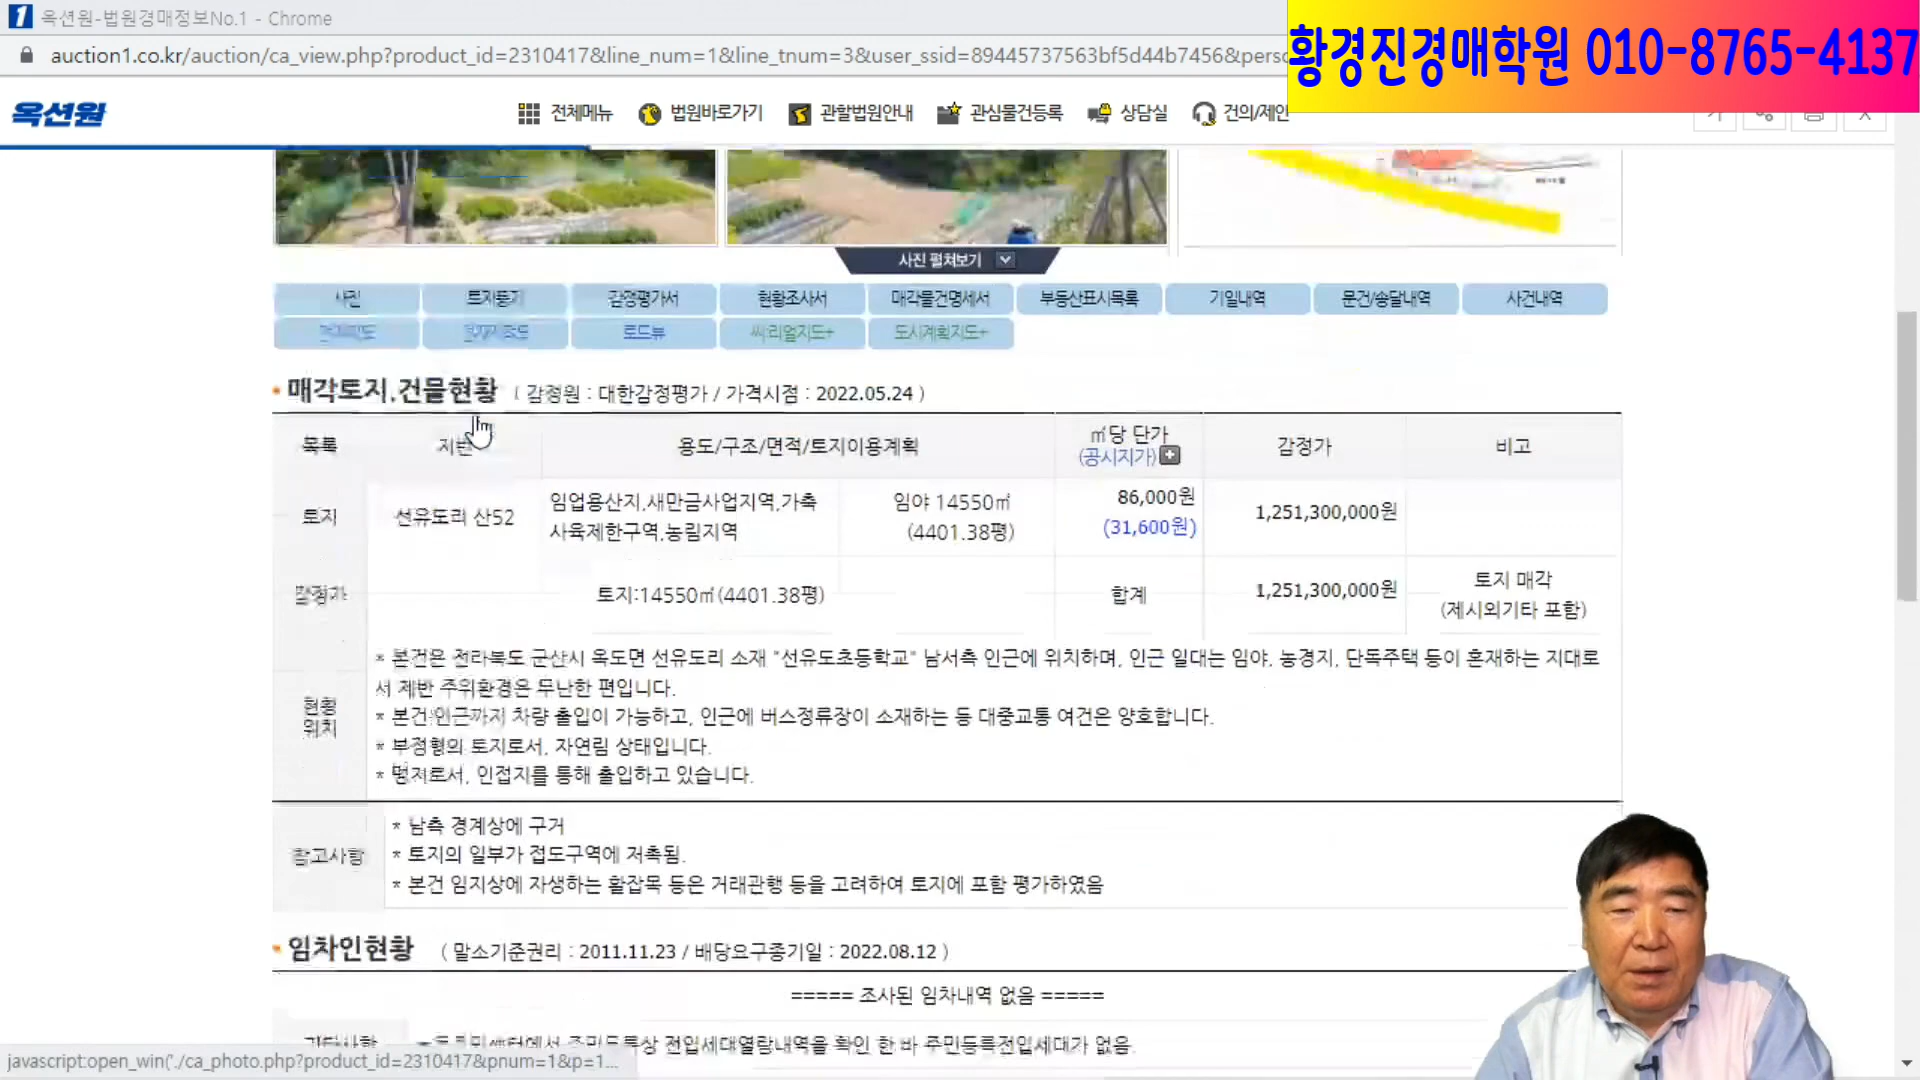 옥션원-법원경매정보No.1 - Chrome
auction1.co.kr/auction/ca_view.php?product_id=2310417&line_num=1&line_tnum=3&user_ssid=89445737563bf5d44b7456&perso
황경진경매학원 010-8765-4137
옥션원
전체메뉴 법원바로가기 관할법원안내 관심물건등록 상담실 건의/제안
사진 펼쳐보기
사진 토지등기 감정평가서 현황조사서 매각물건명세서 부동산표시목록 기일내역 문건/송달내역 사건내역
전자지도 로드뷰 씨:리얼지도+ 도시계획지도+
매각토지.건물현황 ( 감정원 : 대한감정평가 / 가격시점 : 2022.05.24 )
목록 지번 용도/구조/면적/토지이용계획 ㎡당 단가 감정가 비고
(공시지가)
토지 선유도리 산52 임업용산지,새만금사업지역,가축 임야 14550㎡ 86,000원 1,251,300,000원
사육제한구역,농림지역 (4401.38평) (31,600원)
감정가 토지:14550㎡(4401.38평) 합계 1,251,300,000원 토지 매각
(제시외기타 포함)
현황
위치
* 본건은 전라북도 군산시 옥도면 선유도리 소재 "선유도초등학교" 남서측 인근에 위치하며, 인근 일대는 임야, 농경지, 단독주택 등이 혼재하는 지대로
서 제반 주위환경은 무난한 편입니다.
* 본건 인근까지 차량 출입이 가능하고, 인근에 버스정류장이 소재하는 등 대중교통 여건은 양호합니다.
* 부정형의 토지로서, 자연림 상태입니다.
* 맹지로서, 인접지를 통해 출입하고 있습니다.
참고사항
* 남측 경계상에 구거
* 토지의 일부가 접도구역에 저촉됨.
* 본건 임지상에 자생하는 활잡목 등은 거래관행 등을 고려하여 토지에 포함 평가하였음
임차인현황 ( 말소기준권리 : 2011.11.23 / 배당요구종기일 : 2022.08.12 )
===== 조사된 임차내역 없음 =====
기타사항 주민등록상 전입세대열람내역을 확인 한 바 주민등록전입세대가 없음.
javascript:open_win('./ca_photo.php?product_id=2310417&pnum=1&p=1...